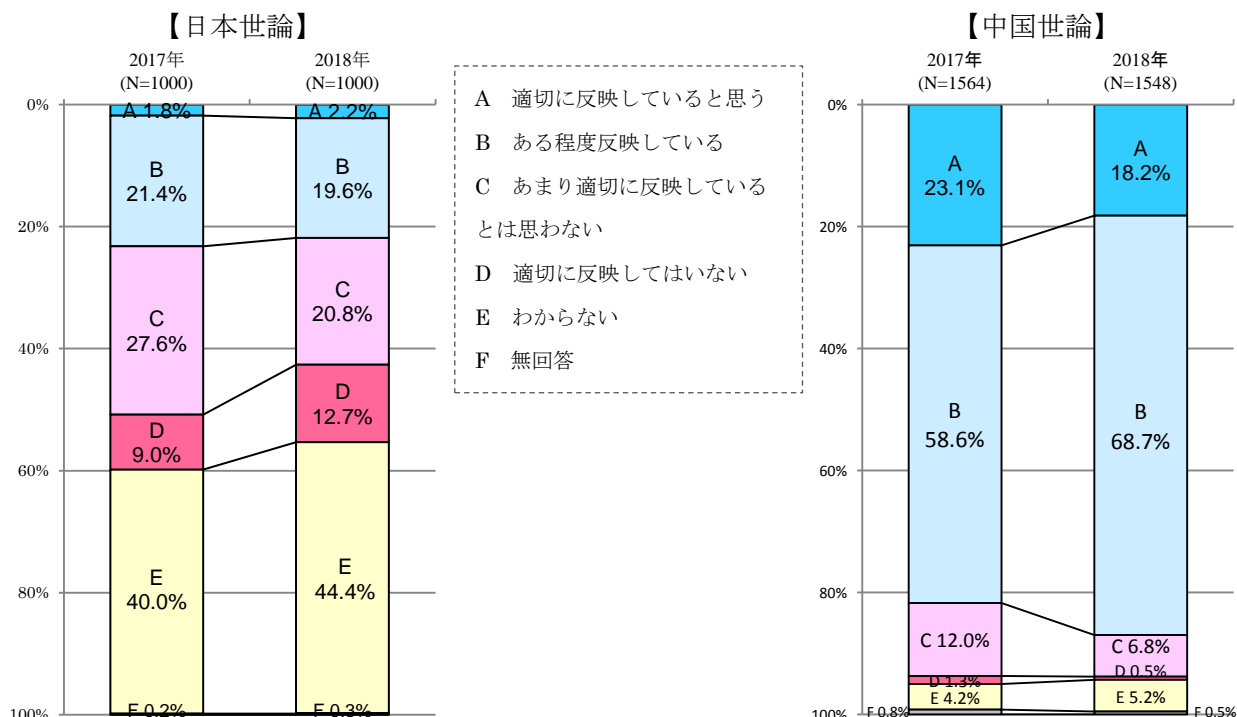 【日本世論】
2017年
(N=1000)
2018年
(N=1000)
0%
20%
40%
60%
80%
100%
A 1.8%
B
21.4%
C
27.6%
D
9.0%
E
40.0%
F 0.2%
A 2.2%
B
19.6%
C
20.8%
D
12.7%
E
44.4%
F 0.3%
A 適切に反映していると思う
B ある程度反映している
C あまり適切に反映している
とは思わない
D 適切に反映してはいない
E わからない
F 無回答
【中国世論】
2017年
(N=1564)
2018年
(N=1548)
0%
20%
40%
60%
80%
100%
A
23.1%
B
58.6%
C 12.0%
D 1.3%
E 4.2%
F 0.8%
A
18.2%
B
68.7%
C 6.8%
D 0.5%
E 5.2%
F 0.5%